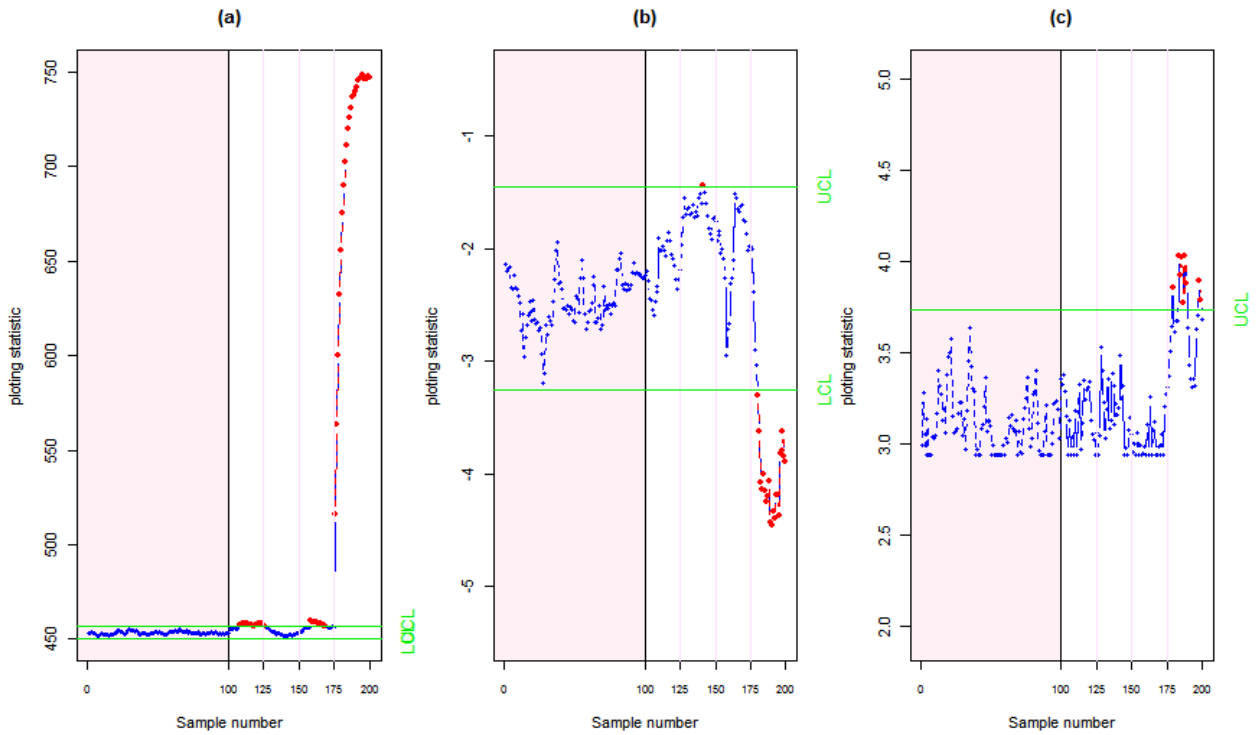 (a)
ploting statistic
750
700
650
600
550
500
450
LCL
UCL
0
100
125
150
175
200
Sample number
(b)
ploting statistic
-1
-2
-3
-4
-5
UCL
LCL
0
100
125
150
175
200
Sample number
(c)
ploting statistic
5.0
4.5
4.0
3.5
3.0
2.5
2.0
UCL
0
100
125
150
175
200
Sample number